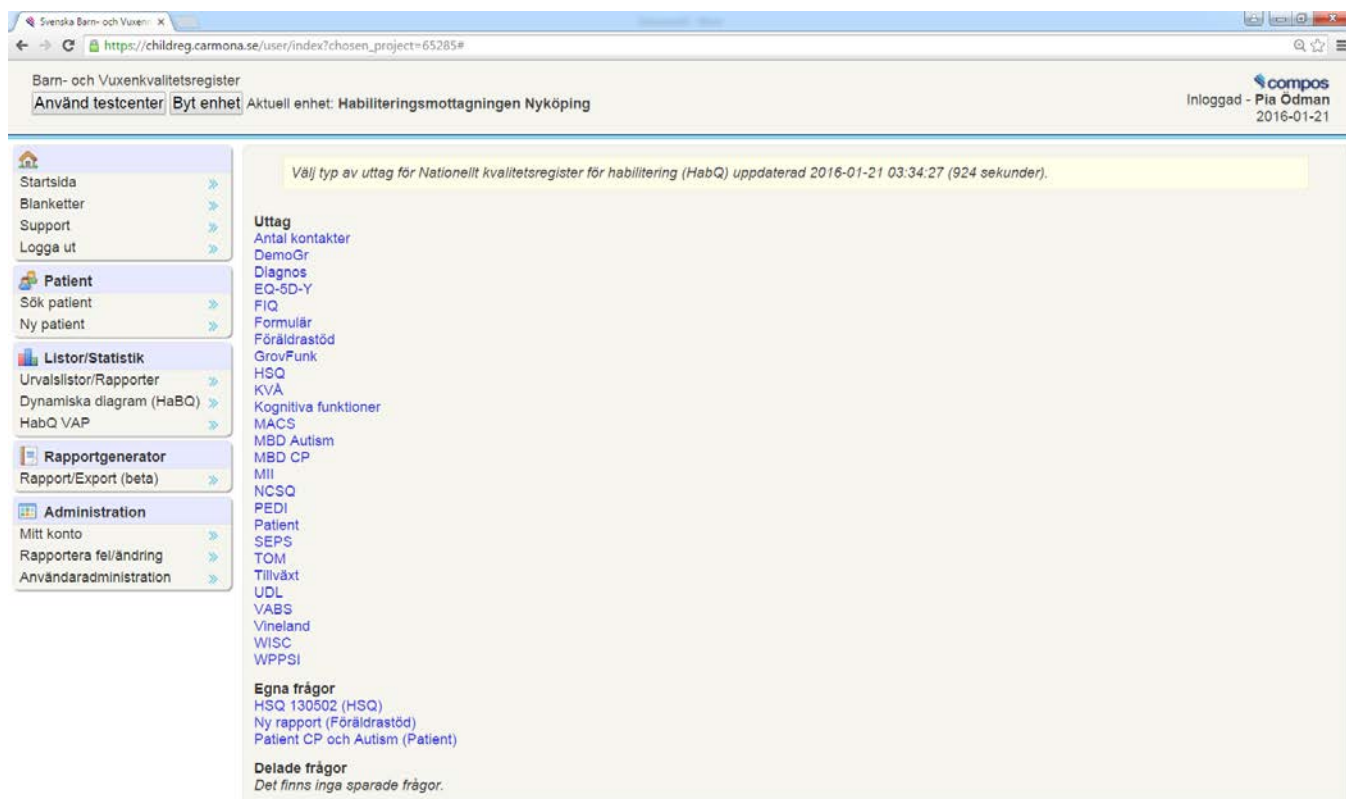 Svenska Barn- och Vuxen
https://childreg.carmona.se/user/index?chosen_project=65285#
Barn- och Vuxenkvalitetsregister
Använd testcenter Byt enhet Aktuell enhet: Habiliteringsmottagningen Nyköping
compos
Inloggad - Pia Ödman
2016-01-21
Startsida
Blanketter
Support
Logga ut
Patient
Sök patient
Ny patient
Listor/Statistik
Urvalslistor/Rapporter
Dynamiska diagram (HaBQ)
HabQ VAP
Rapportgenerator
Rapport/Export (beta)
Administration
Mitt konto
Rapportera fel/ändring
Användaradministration
Välj typ av uttag för Nationellt kvalitetsregister för habilitering (HabQ) uppdaterad 2016-01-21 03:34:27 (924 sekunder).
Uttag
Antal kontakter
DemoGr
Diagnos
EQ-5D-Y
FIQ
Formulär
Föräldrastöd
GrovFunk
HSQ
KVÅ
Kognitiva funktioner
MACS
MBD Autism
MBD CP
MII
NCSQ
PEDI
Patient
SEPS
TOM
Tillväxt
UDL
VABS
Vineland
WISC
WPPSI
Egna frågor
HSQ 130502 (HSQ)
Ny rapport (Föräldrastöd)
Patient CP och Autism (Patient)
Delade frågor
Det finns inga sparade frågor.